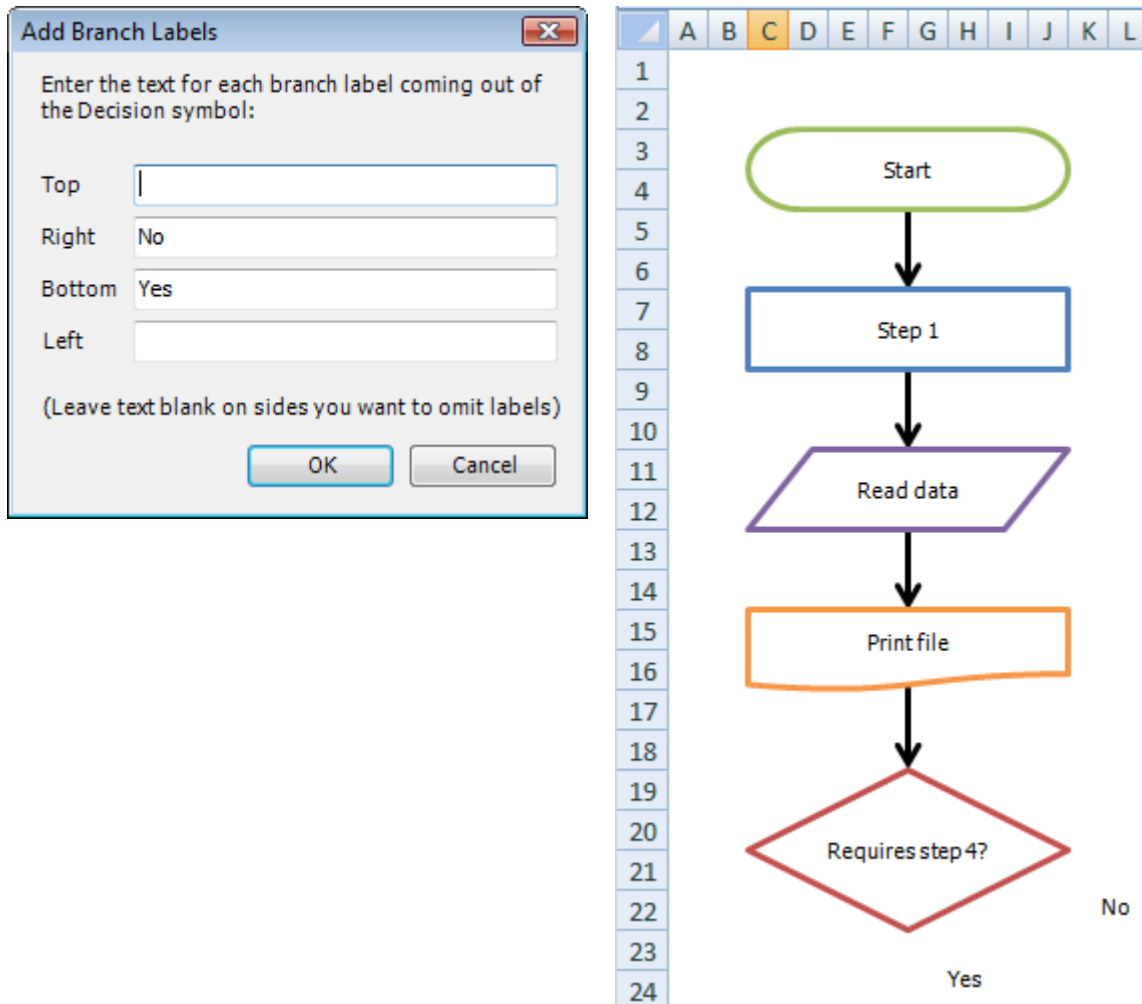 Add Branch Labels
Enter the text for each branch label coming out of
the Decision symbol:
Top
Right No
Bottom Yes
Left
(Leave text blank on sides you want to omit labels)
OK Cancel
A B C D E F G H I J K L
1
2
3
Start
4
5
6
7
Step 1
8
9
10
11
Read data
12
13
14
15
Print file
16
17
18
19
20
Requires step 4?
21
22 No
23
Yes
24